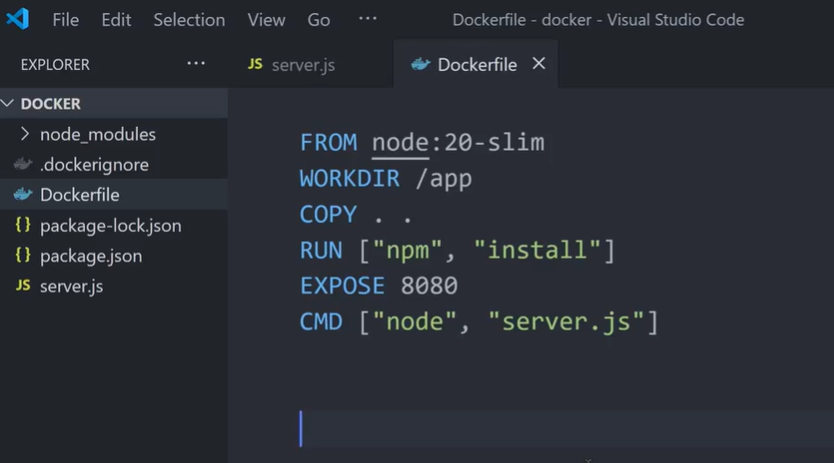 File Edit Selection View Go ··· Dockerfile - docker - Visual Studio Code
EXPLORER ···
JS server.js
Dockerfile
DOCKER
node_modules
.dockerignore
Dockerfile
{} package-lock.json
{} package.json
JS server.js
FROM node:20-slim
WORKDIR /app
COPY . .
RUN ["npm", "install"]
EXPOSE 8080
CMD ["node", "server.js"]